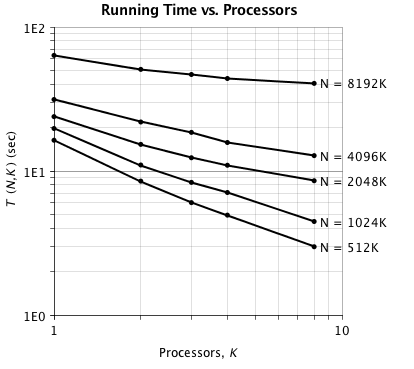 Running Time vs. Processors
1E2
1E1
1E0
T (N,K) (sec)
N = 8192K
N = 4096K
N = 2048K
N = 1024K
N = 512K
1
10
Processors, K